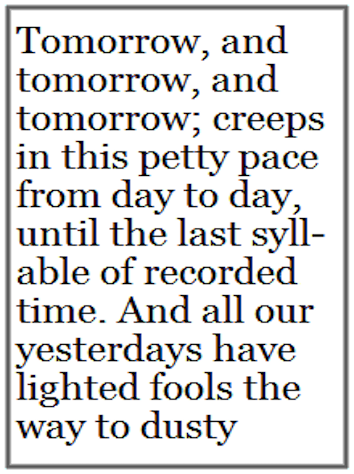 Tomorrow, and
tomorrow, and
tomorrow; creeps
in this petty pace
from day to day,
until the last syll-
able of recorded
time. And all our
yesterdays have
lighted fools the
way to dusty